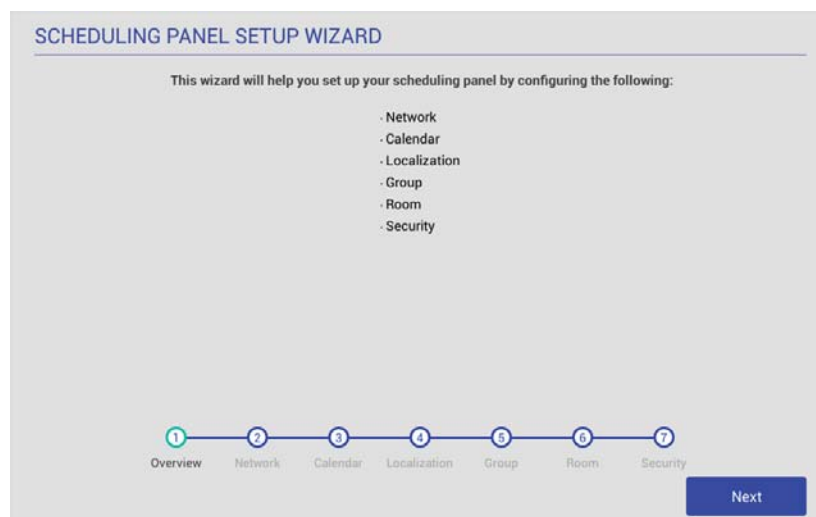 SCHEDULING PANEL SETUP WIZARD
This wizard will help you set up your scheduling panel by configuring the following:
· Network
· Calendar
· Localization
· Group
· Room
· Security
1 2 3 4 5 6 7
Overview Network Calendar Localization Group Room Security
Next